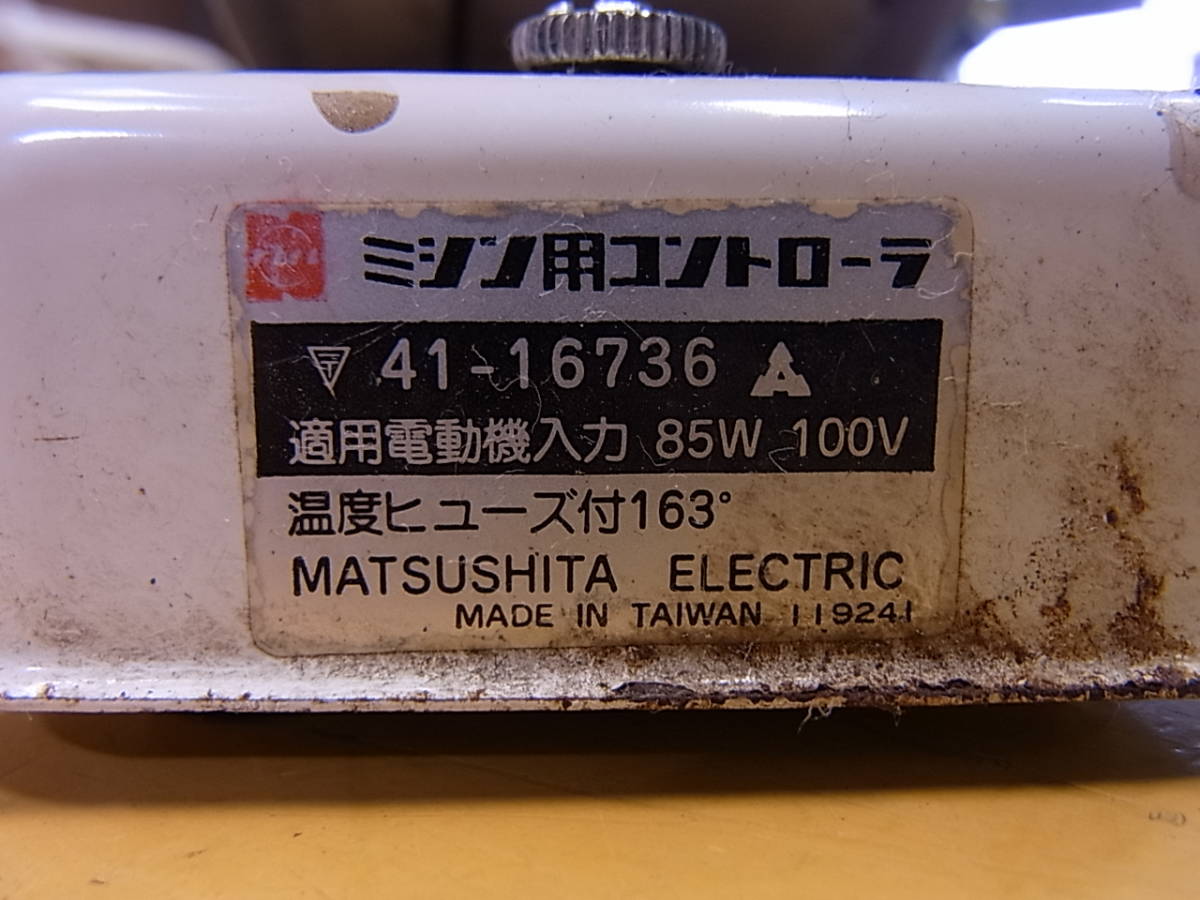 ミシン用コントローラ
〒 41-16736
適用電動機入力 85W 100V
温度ヒューズ付163°
MATSUSHITA ELECTRIC
MADE IN TAIWAN 119241